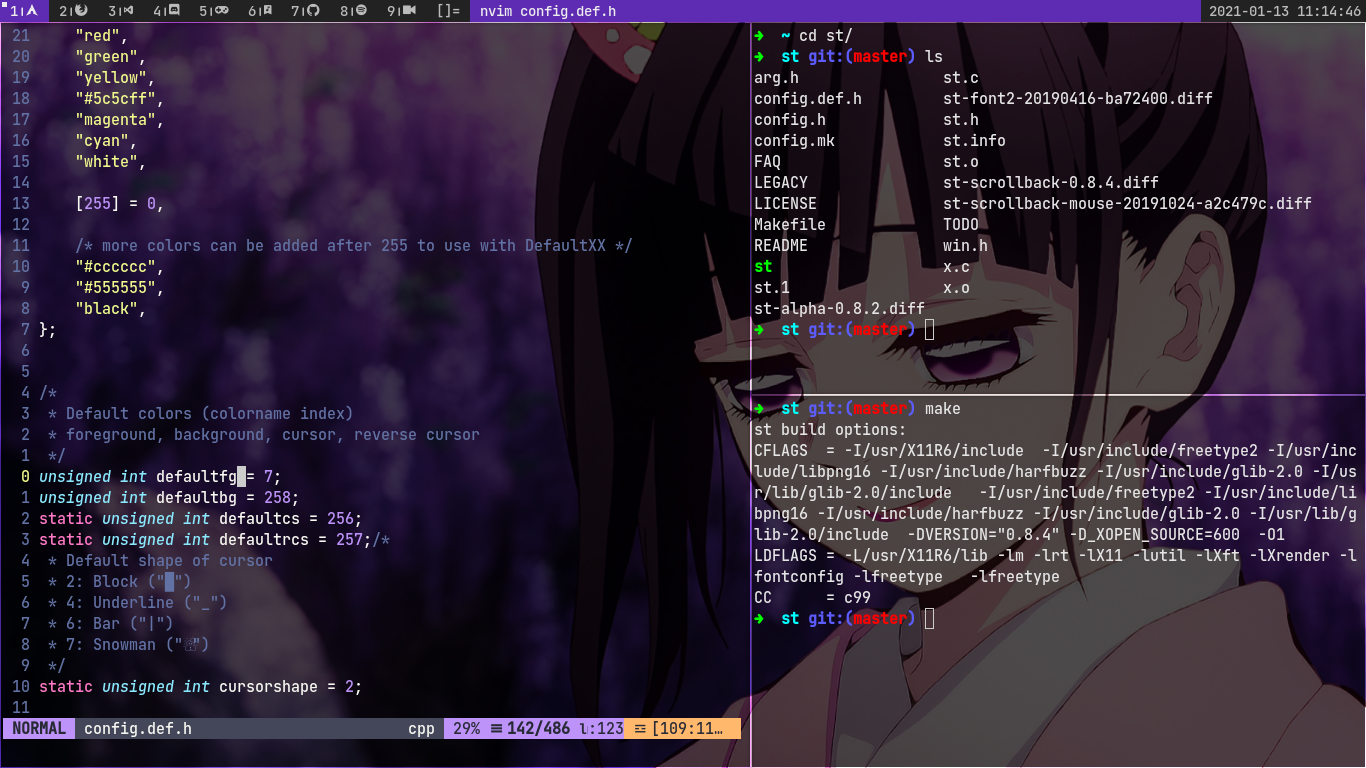 1 2 3 4 5 6 7 8 9 []= nvim config.def.h 2021-01-13 11:14:46
21 "red",
20 "green",
19 "yellow",
18 "#5c5cff",
17 "magenta",
16 "cyan",
15 "white",
14
13 [255] = 0,
12
11 /* more colors can be added after 255 to use with DefaultXX */
10 "#cccccc",
9 "#555555",
8 "black",
7 };
6
5
4 /*
3 * Default colors (colorname index)
2 * foreground, background, cursor, reverse cursor
1 */
0 unsigned int defaultfg = 7;
1 unsigned int defaultbg = 258;
2 static unsigned int defaultcs = 256;
3 static unsigned int defaultrcs = 257;/*
4 * Default shape of cursor
5 * 2: Block ("█")
6 * 4: Underline ("_")
7 * 6: Bar ("|")
8 * 7: Snowman ("☃")
9 */
10 static unsigned int cursorshape = 2;
11
NORMAL config.def.h cpp 29% ≡ 142/486 l:123 [109:11…
➜ ~ cd st/
➜ st git:(master) ls
arg.h st.c
config.def.h st-font2-20190416-ba72400.diff
config.h st.h
config.mk st.info
FAQ st.o
LEGACY st-scrollback-0.8.4.diff
LICENSE st-scrollback-mouse-20191024-a2c479c.diff
Makefile TODO
README win.h
st x.c
st.1 x.o
st-alpha-0.8.2.diff
➜ st git:(master)
➜ st git:(master) make
st build options:
CFLAGS = -I/usr/X11R6/include -I/usr/include/freetype2 -I/usr/inc
lude/libpng16 -I/usr/include/harfbuzz -I/usr/include/glib-2.0 -I/us
r/lib/glib-2.0/include -I/usr/include/freetype2 -I/usr/include/li
bpng16 -I/usr/include/harfbuzz -I/usr/include/glib-2.0 -I/usr/lib/g
lib-2.0/include -DVERSION="0.8.4" -D_XOPEN_SOURCE=600 -O1
LDFLAGS = -L/usr/X11R6/lib -lm -lrt -lX11 -lutil -lXft -lXrender -l
fontconfig -lfreetype -lfreetype
CC = c99
➜ st git:(master)